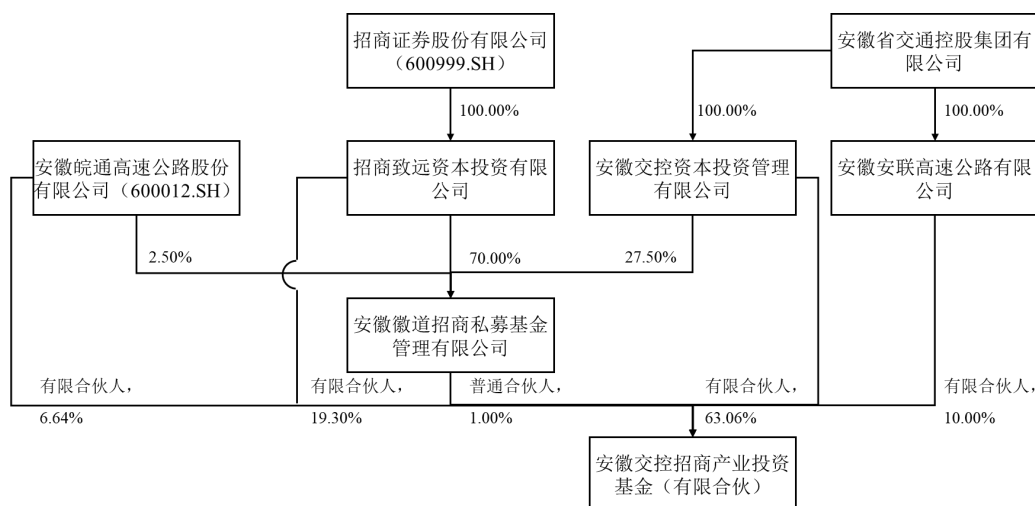 招商证券股份有限公司
（600999.SH）
安徽省交通控股集团有
限公司
100.00%
100.00%
100.00%
安徽皖通高速公路股份
有限公司（600012.SH）
招商致远资本投资有限
公司
安徽交控资本投资管理
有限公司
安徽安联高速公路有限
公司
2.50%
70.00%
27.50%
安徽徽道招商私募基金
管理有限公司
有限合伙人，
6.64%
有限合伙人，
19.30%
普通合伙人，
1.00%
有限合伙人，
63.06%
有限合伙人，
10.00%
安徽交控招商产业投资
基金（有限合伙）